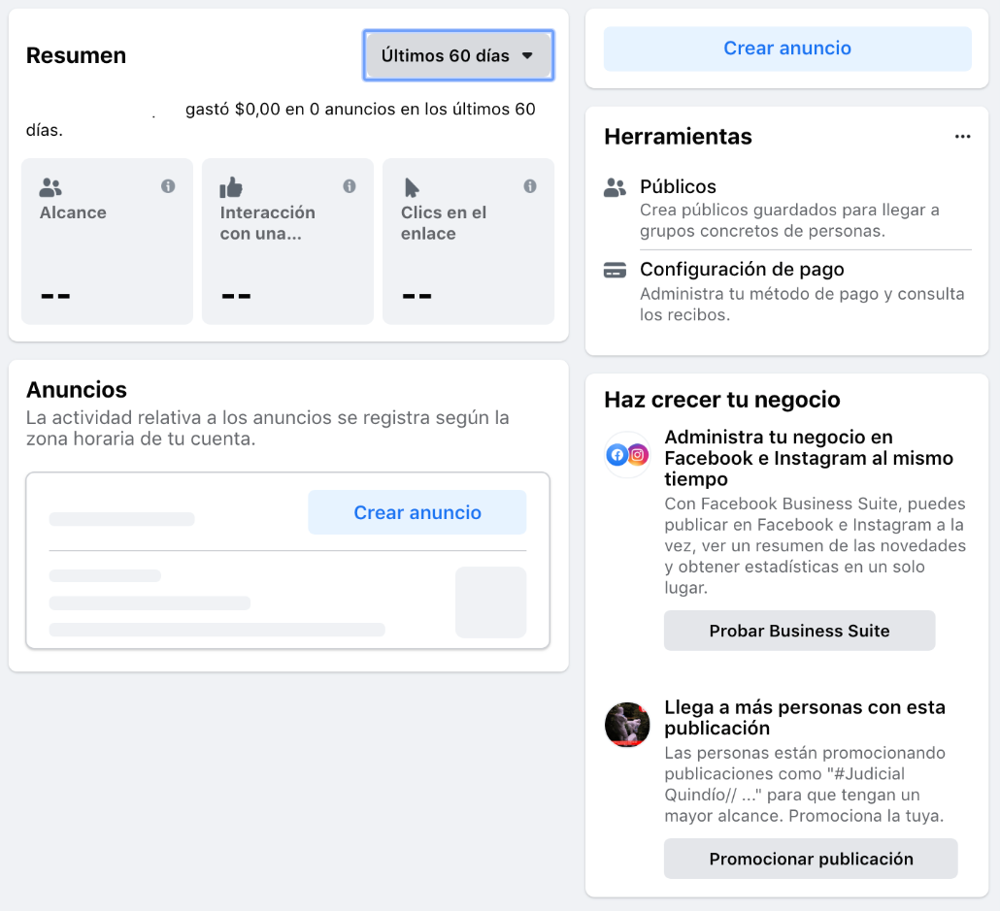 Resumen
Últimos 60 días
. gastó $0,00 en 0 anuncios en los últimos 60
días.
Alcance
--
Interacción
con una...
--
Clics en el
enlace
--
Anuncios
La actividad relativa a los anuncios se registra según la
zona horaria de tu cuenta.
Crear anuncio
Crear anuncio
Herramientas
...
Públicos
Crea públicos guardados para llegar a
grupos concretos de personas.
Configuración de pago
Administra tu método de pago y consulta
los recibos.
Haz crecer tu negocio
Administra tu negocio en
Facebook e Instagram al mismo
tiempo
Con Facebook Business Suite, puedes
publicar en Facebook e Instagram a la
vez, ver un resumen de las novedades
y obtener estadísticas en un solo
lugar.
Probar Business Suite
Llega a más personas con esta
publicación
Las personas están promocionando
publicaciones como "#Judicial
Quindío// ..." para que tengan un
mayor alcance. Promociona la tuya.
Promocionar publicación